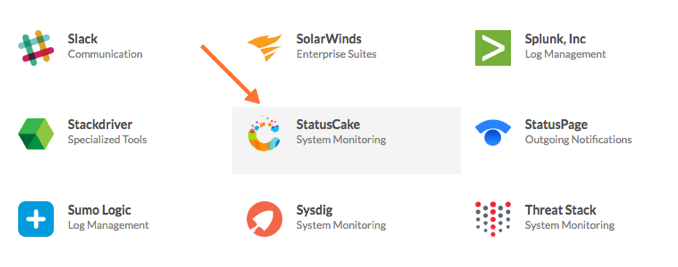 Slack
Communication
SolarWinds
Enterprise Suites
Splunk, Inc
Log Management
Stackdriver
Specialized Tools
StatusCake
System Monitoring
StatusPage
Outgoing Notifications
Sumo Logic
Log Management
Sysdig
System Monitoring
Threat Stack
System Monitoring